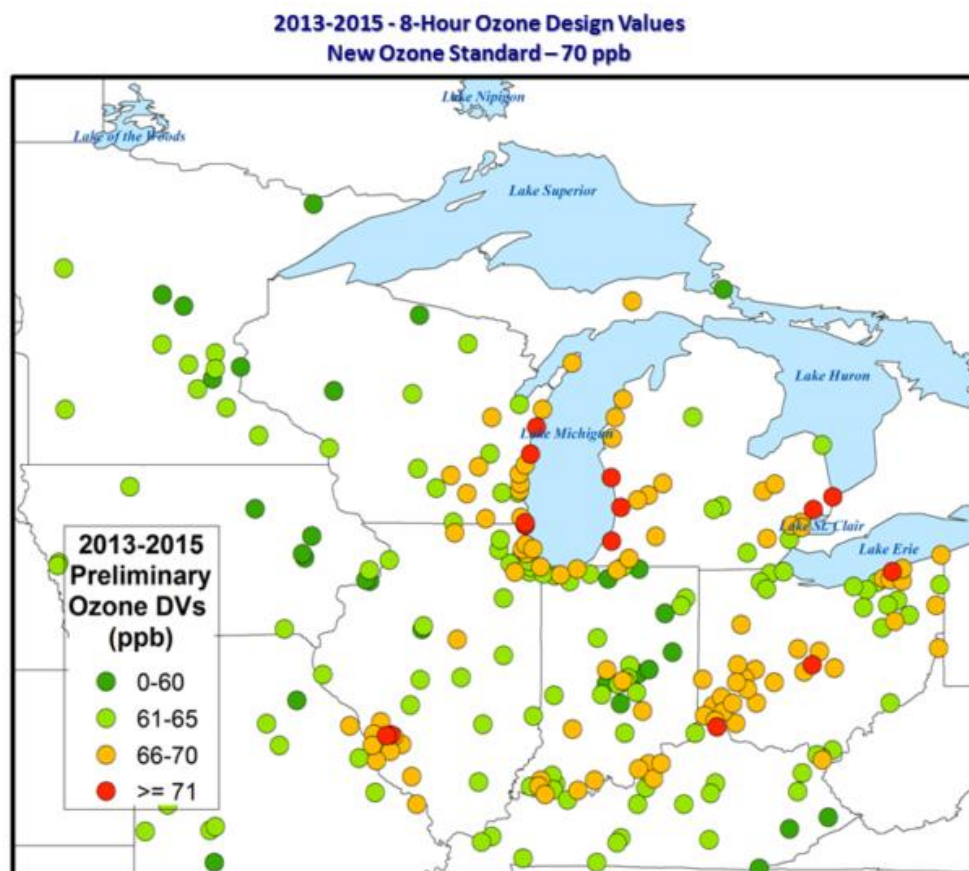 2013-2015 - 8-Hour Ozone Design Values
New Ozone Standard – 70 ppb
Lake Nipigon
Lake of the Woods
Lake Superior
Lake Huron
Lake Michigan
Lake St. Clair
Lake Erie
2013-2015
Preliminary
Ozone DVs
(ppb)
0-60
61-65
66-70
>= 71